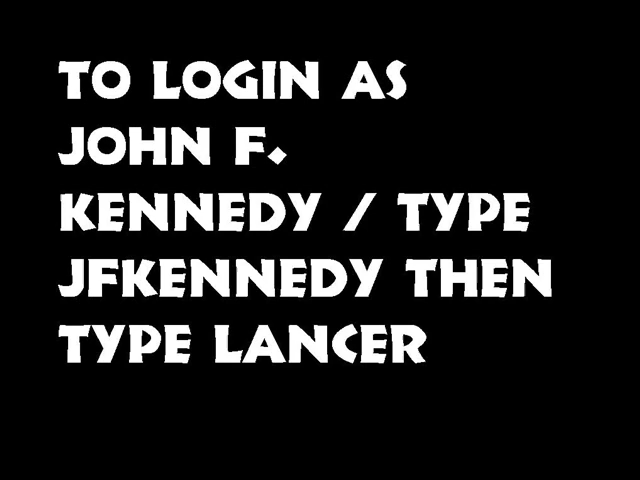 TO LOGIN AS
JOHN F.
KENNEDY / TYPE
JFKENNEDY THEN
TYPE LANCER